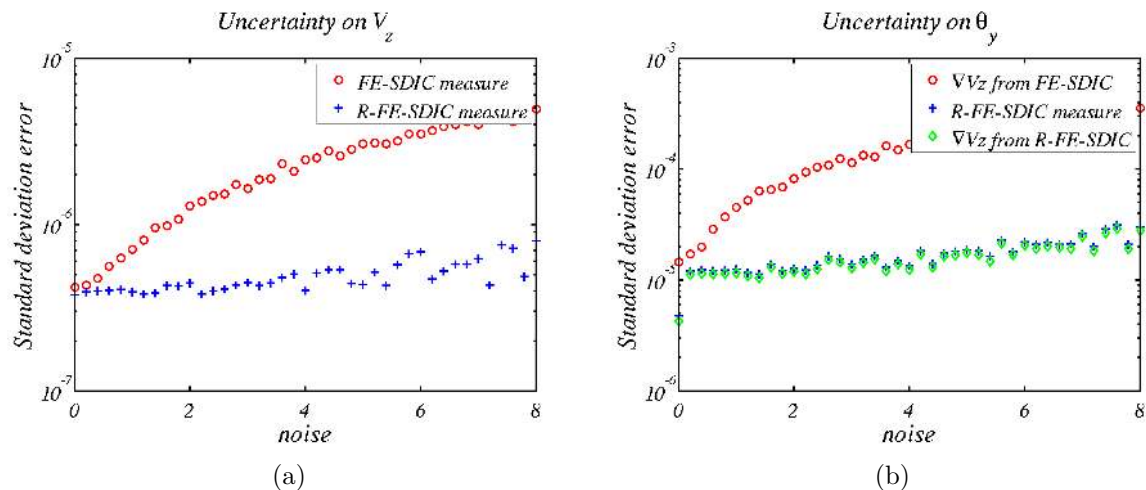 Uncertainty on V_z
10^-5
10^-6
10^-7
Standard deviation error
FE-SDIC measure
R-FE-SDIC measure
0 2 4 6 8
noise
(a)
Uncertainty on θ_y
10^-3
10^-4
10^-5
10^-6
Standard deviation error
∇Vz from FE-SDIC
R-FE-SDIC measure
∇Vz from R-FE-SDIC
0 2 4 6 8
noise
(b)